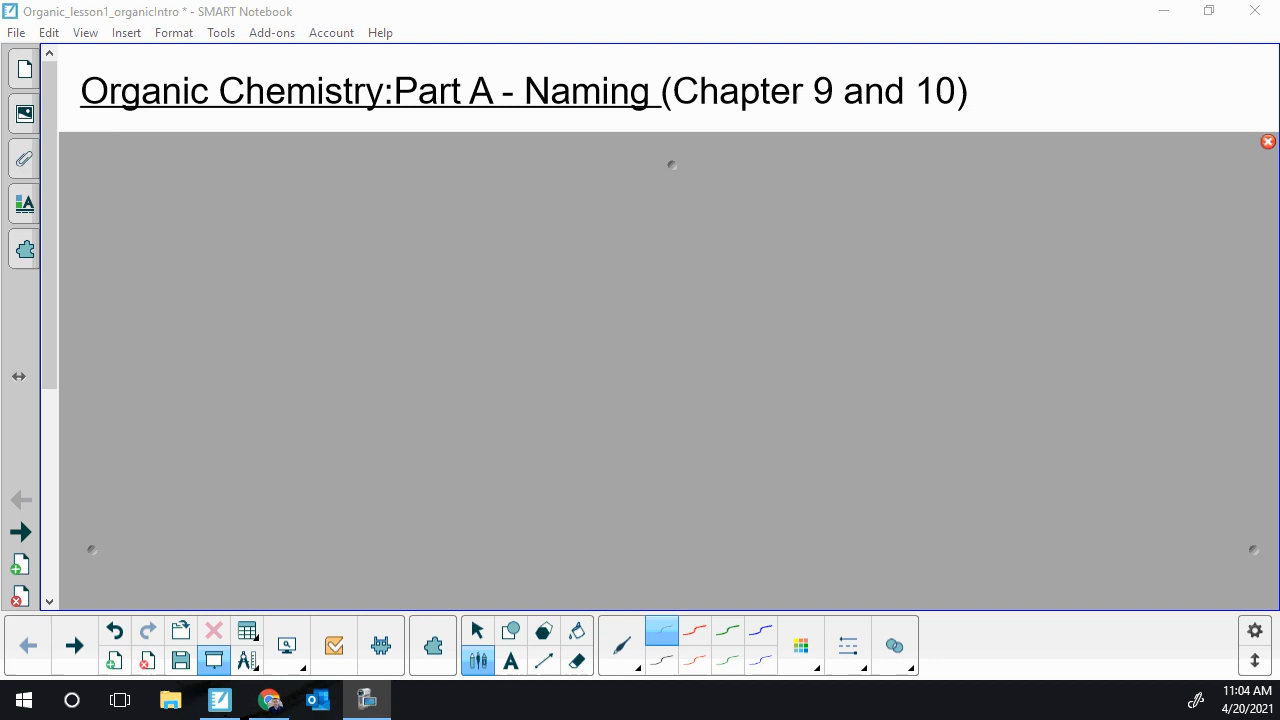 Organic_lesson1_organicIntro * - SMART Notebook
File Edit View Insert Format Tools Add-ons Account Help
Organic Chemistry:Part A - Naming (Chapter 9 and 10)
11:04 AM
4/20/2021